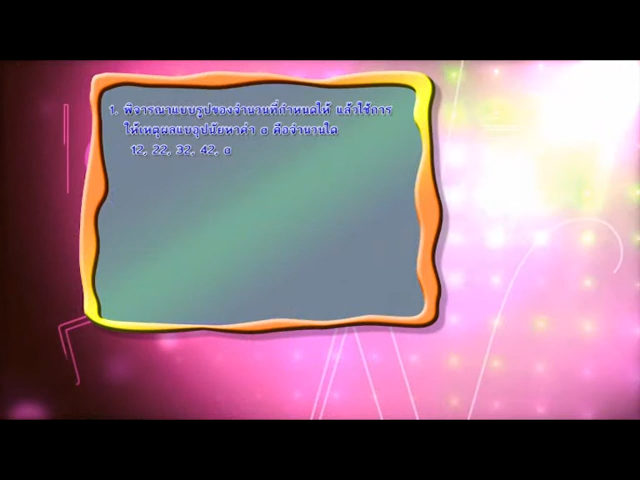 1. พิจารณาแบบรูปของจำนวนที่กำหนดให้ แล้วใช้การ
ให้เหตุผลแบบอุปนัยหาค่า a คือจำนวนใด
12, 22, 32, 42, a